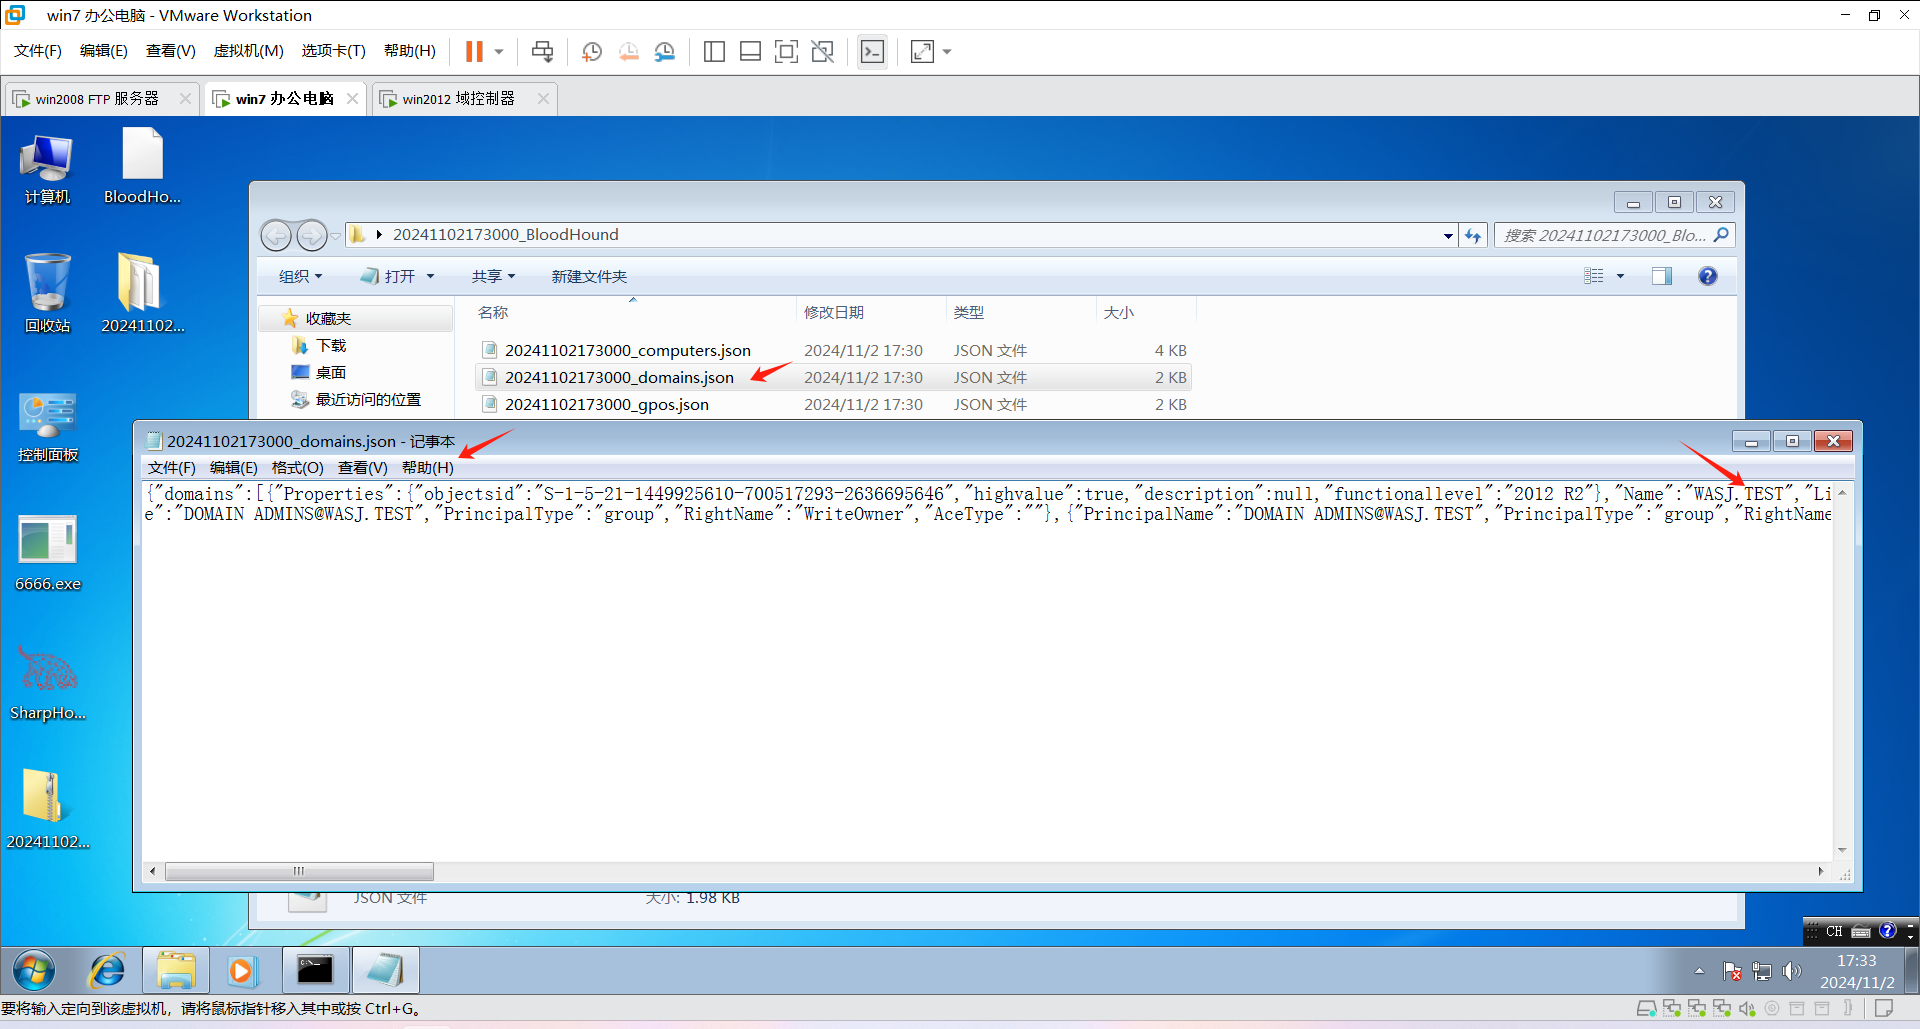 win7 办公电脑 - VMware Workstation
文件(F) 编辑(E) 查看(V) 虚拟机(M) 选项卡(T) 帮助(H)
win2008 FTP 服务器 win7 办公电脑 win2012 域控制器
计算机
BloodHo...
回收站
20241102...
控制面板
6666.exe
SharpHo...
20241102...
20241102173000_BloodHound
搜索 20241102173000_Blo...
组织 打开 共享 新建文件夹
收藏夹
下载
桌面
最近访问的位置
名称 修改日期 类型 大小
20241102173000_computers.json 2024/11/2 17:30 JSON 文件 4 KB
20241102173000_domains.json 2024/11/2 17:30 JSON 文件 2 KB
20241102173000_gpos.json 2024/11/2 17:30 JSON 文件 2 KB
20241102173000_domains.json - 记事本
文件(F) 编辑(E) 格式(O) 查看(V) 帮助(H)
{"domains":[{"Properties":{"objectsid":"S-1-5-21-1449925610-700517293-2636695646","highvalue":true,"description":null,"functionallevel":"2012 R2"},"Name":"WASJ.TEST","Li
e":"DOMAIN ADMINS@WASJ.TEST","PrincipalType":"group","RightName":"WriteOwner","AceType":""},{"PrincipalName":"DOMAIN ADMINS@WASJ.TEST","PrincipalType":"group","RightName
JSON 文件 大小: 1.98 KB
CH
17:33
2024/11/2
要将输入定向到该虚拟机，请将鼠标指针移入其中或按 Ctrl+G。